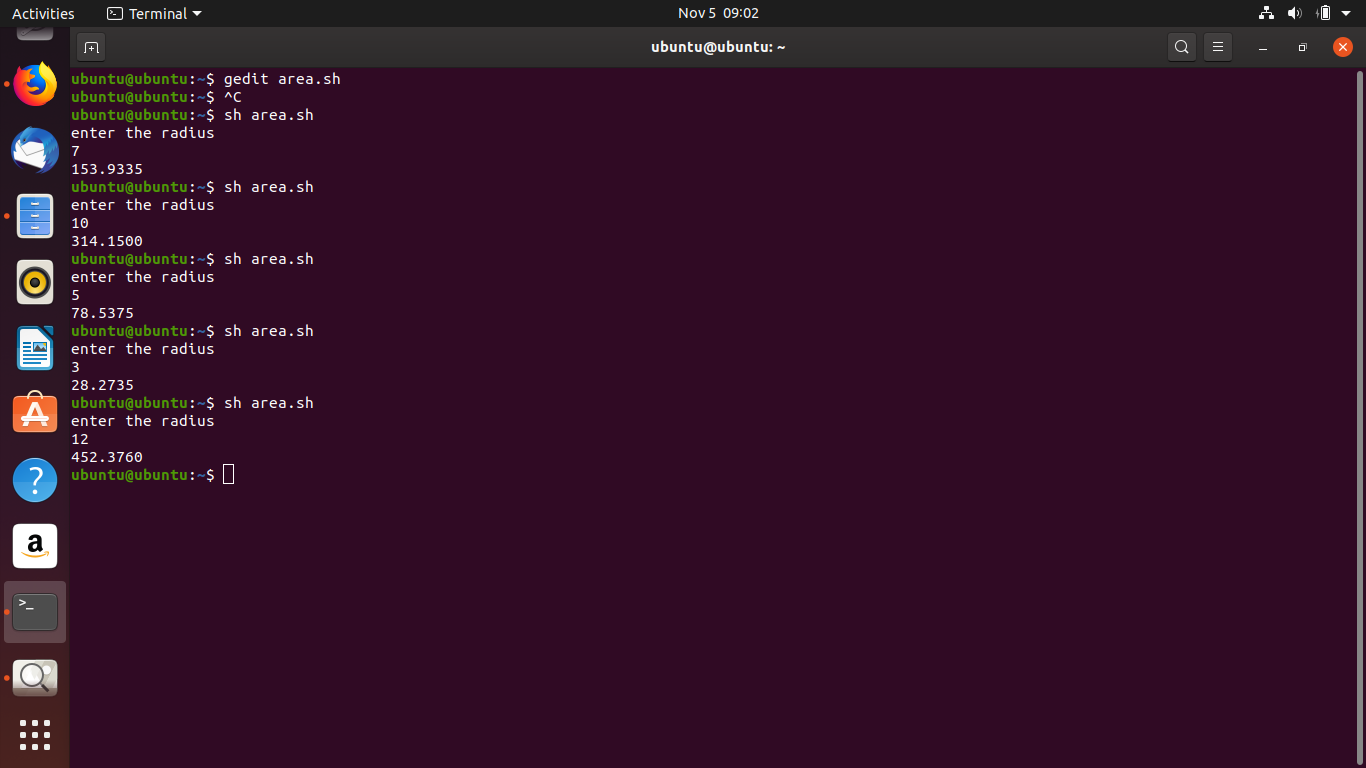 Activities Terminal Nov 5 09:02
ubuntu@ubuntu: ~
ubuntu@ubuntu:~$ gedit area.sh
ubuntu@ubuntu:~$ ^C
ubuntu@ubuntu:~$ sh area.sh
enter the radius
7
153.9335
ubuntu@ubuntu:~$ sh area.sh
enter the radius
10
314.1500
ubuntu@ubuntu:~$ sh area.sh
enter the radius
5
78.5375
ubuntu@ubuntu:~$ sh area.sh
enter the radius
3
28.2735
ubuntu@ubuntu:~$ sh area.sh
enter the radius
12
452.3760
ubuntu@ubuntu:~$